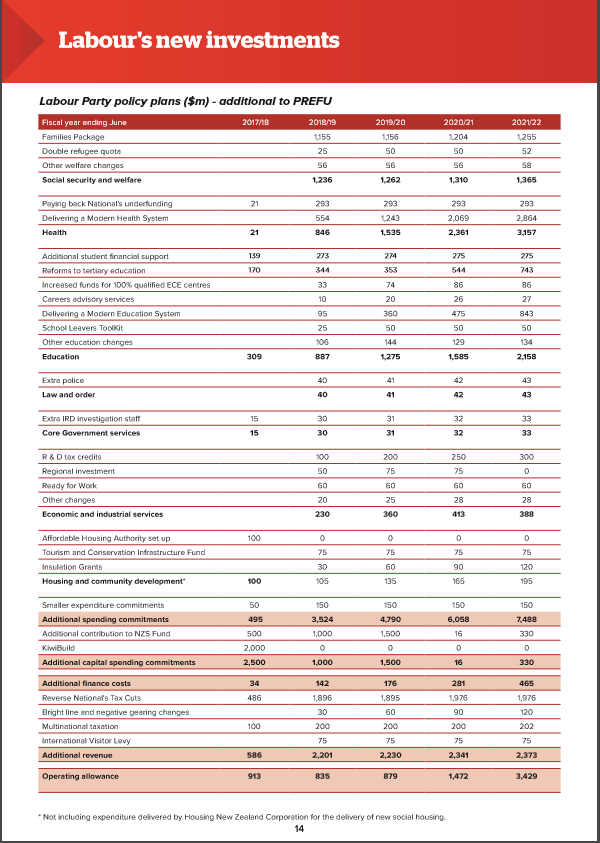 Labour's new investments
Labour Party policy plans ($m) - additional to PREFU
Fiscal year ending June 2017/18 2018/19 2019/20 2020/21 2021/22
Families Package 1,155 1,156 1,204 1,255
Double refugee quota 25 50 50 52
Other welfare changes 56 56 56 58
Social security and welfare 1,236 1,262 1,310 1,365
Paying back National's underfunding 21 293 293 293 293
Delivering a Modern Health System 554 1,243 2,069 2,864
Health 21 846 1,535 2,361 3,157
Additional student financial support 139 273 274 275 275
Reforms to tertiary education 170 344 353 544 743
Increased funds for 100% qualified ECE centres 33 74 86 86
Careers advisory services 10 20 26 27
Delivering a Modern Education System 95 360 475 843
School Leavers ToolKit 25 50 50 50
Other education changes 106 144 129 134
Education 309 887 1,275 1,585 2,158
Extra police 40 41 42 43
Law and order 40 41 42 43
Extra IRD investigation staff 15 30 31 32 33
Core Government services 15 30 31 32 33
R & D tax credits 100 200 250 300
Regional investment 50 75 75 0
Ready for Work 60 60 60 60
Other changes 20 25 28 28
Economic and industrial services 230 360 413 388
Affordable Housing Authority set up 100 0 0 0 0
Tourism and Conservation Infrastructure Fund 75 75 75 75
Insulation Grants 30 60 90 120
Housing and community development* 100 105 135 165 195
Smaller expenditure commitments 50 150 150 150 150
Additional spending commitments 495 3,524 4,790 6,058 7,488
Additional contribution to NZS Fund 500 1,000 1,500 16 330
KiwiBuild 2,000 0 0 0 0
Additional capital spending commitments 2,500 1,000 1,500 16 330
Additional finance costs 34 142 176 281 465
Reverse National's Tax Cuts 486 1,896 1,895 1,976 1,976
Bright line and negative gearing changes 30 60 90 120
Multinational taxation 100 200 200 200 202
International Visitor Levy 75 75 75 75
Additional revenue 586 2,201 2,230 2,341 2,373
Operating allowance 913 835 879 1,472 3,429
* Not including expenditure delivered by Housing New Zealand Corporation for the delivery of new social housing.
14